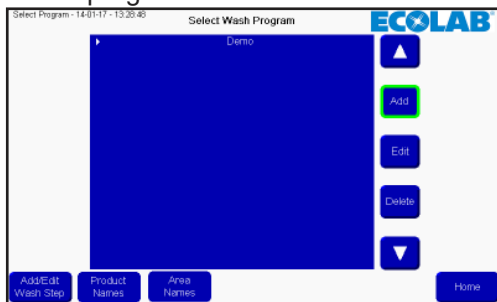 Select Program - 14-01-17 - 13:28:48
Select Wash Program
ECOLAB
Demo
Add
Edit
Delete
Add/Edit
Wash Step
Product
Names
Area
Names
Home